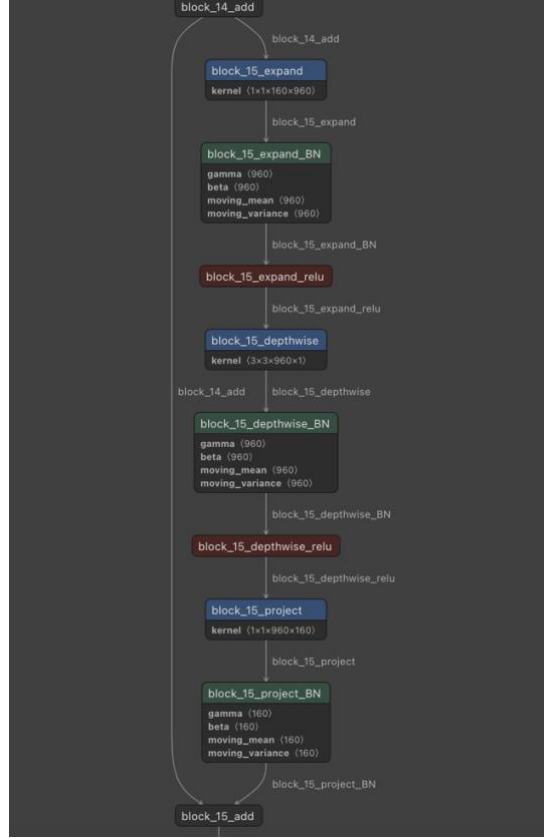 block_14_add
block_14_add
block_15_expand
kernel (1×1×160×960)
block_15_expand
block_15_expand_BN
gamma (960)
beta (960)
moving_mean (960)
moving_variance (960)
block_15_expand_BN
block_15_expand_relu
block_15_expand_relu
block_15_depthwise
kernel (3×3×960×1)
block_14_add
block_15_depthwise
block_15_depthwise_BN
gamma (960)
beta (960)
moving_mean (960)
moving_variance (960)
block_15_depthwise_BN
block_15_depthwise_relu
block_15_depthwise_relu
block_15_project
kernel (1×1×960×160)
block_15_project
block_15_project_BN
gamma (160)
beta (160)
moving_mean (160)
moving_variance (160)
block_15_project_BN
block_15_add